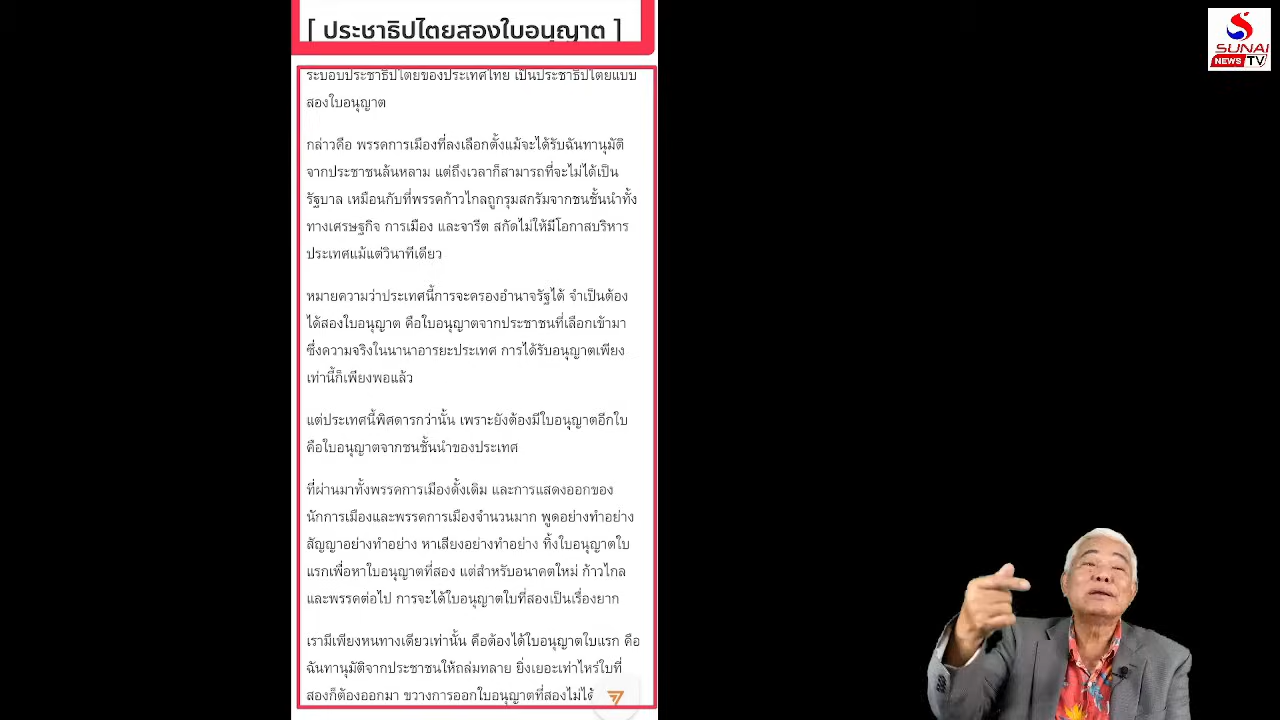 [ ประชาธิปไตยสองใบอนุญาต ]
ระบอบประชาธิปไตยของประเทศไทย เป็นประชาธิปไตยแบบ
สองใบอนุญาต
กล่าวคือ พรรคการเมืองที่ลงเลือกตั้งแม้จะได้รับฉันทานุมัติ
จากประชาชนล้นหลาม แต่ถึงเวลาก็สามารถที่จะไม่ได้เป็น
รัฐบาล เหมือนกับที่พรรคก้าวไกลถูกรุมสกรัมจากชนชั้นนำทั้ง
ทางเศรษฐกิจ การเมือง และจารีต สกัดไม่ให้มีโอกาสบริหาร
ประเทศแม้แต่วินาทีเดียว
หมายความว่าประเทศนี้การจะครองอำนาจรัฐได้ จำเป็นต้อง
ได้สองใบอนุญาต คือใบอนุญาตจากประชาชนที่เลือกเข้ามา
ซึ่งความจริงในนานาอารยะประเทศ การได้รับอนุญาตเพียง
เท่านี้ก็เพียงพอแล้ว
แต่ประเทศนี้พิศดารกว่านั้น เพราะยังต้องมีใบอนุญาตอีกใบ
คือใบอนุญาตจากชนชั้นนำของประเทศ
ที่ผ่านมาทั้งพรรคการเมืองดั้งเดิม และการแสดงออกของ
นักการเมืองและพรรคการเมืองจำนวนมาก พูดอย่างทำอย่าง
สัญญาอย่างทำอย่าง หาเสียงอย่างทำอย่าง ทิ้งใบอนุญาตใบ
แรกเพื่อหาใบอนุญาตที่สอง แต่สำหรับอนาคตใหม่ ก้าวไกล
และพรรคต่อไป การจะได้ใบอนุญาตใบที่สองเป็นเรื่องยาก
เรามีเพียงหนทางเดียวเท่านั้น คือต้องได้ใบอนุญาตใบแรก คือ
ฉันทานุมัติจากประชาชนให้ถล่มทลาย ยิ่งเยอะเท่าไหร่ใบที่
สองก็ต้องออกมา ขวางการออกใบอนุญาตที่สองไม่ได้
SUNAI
NEWS TV